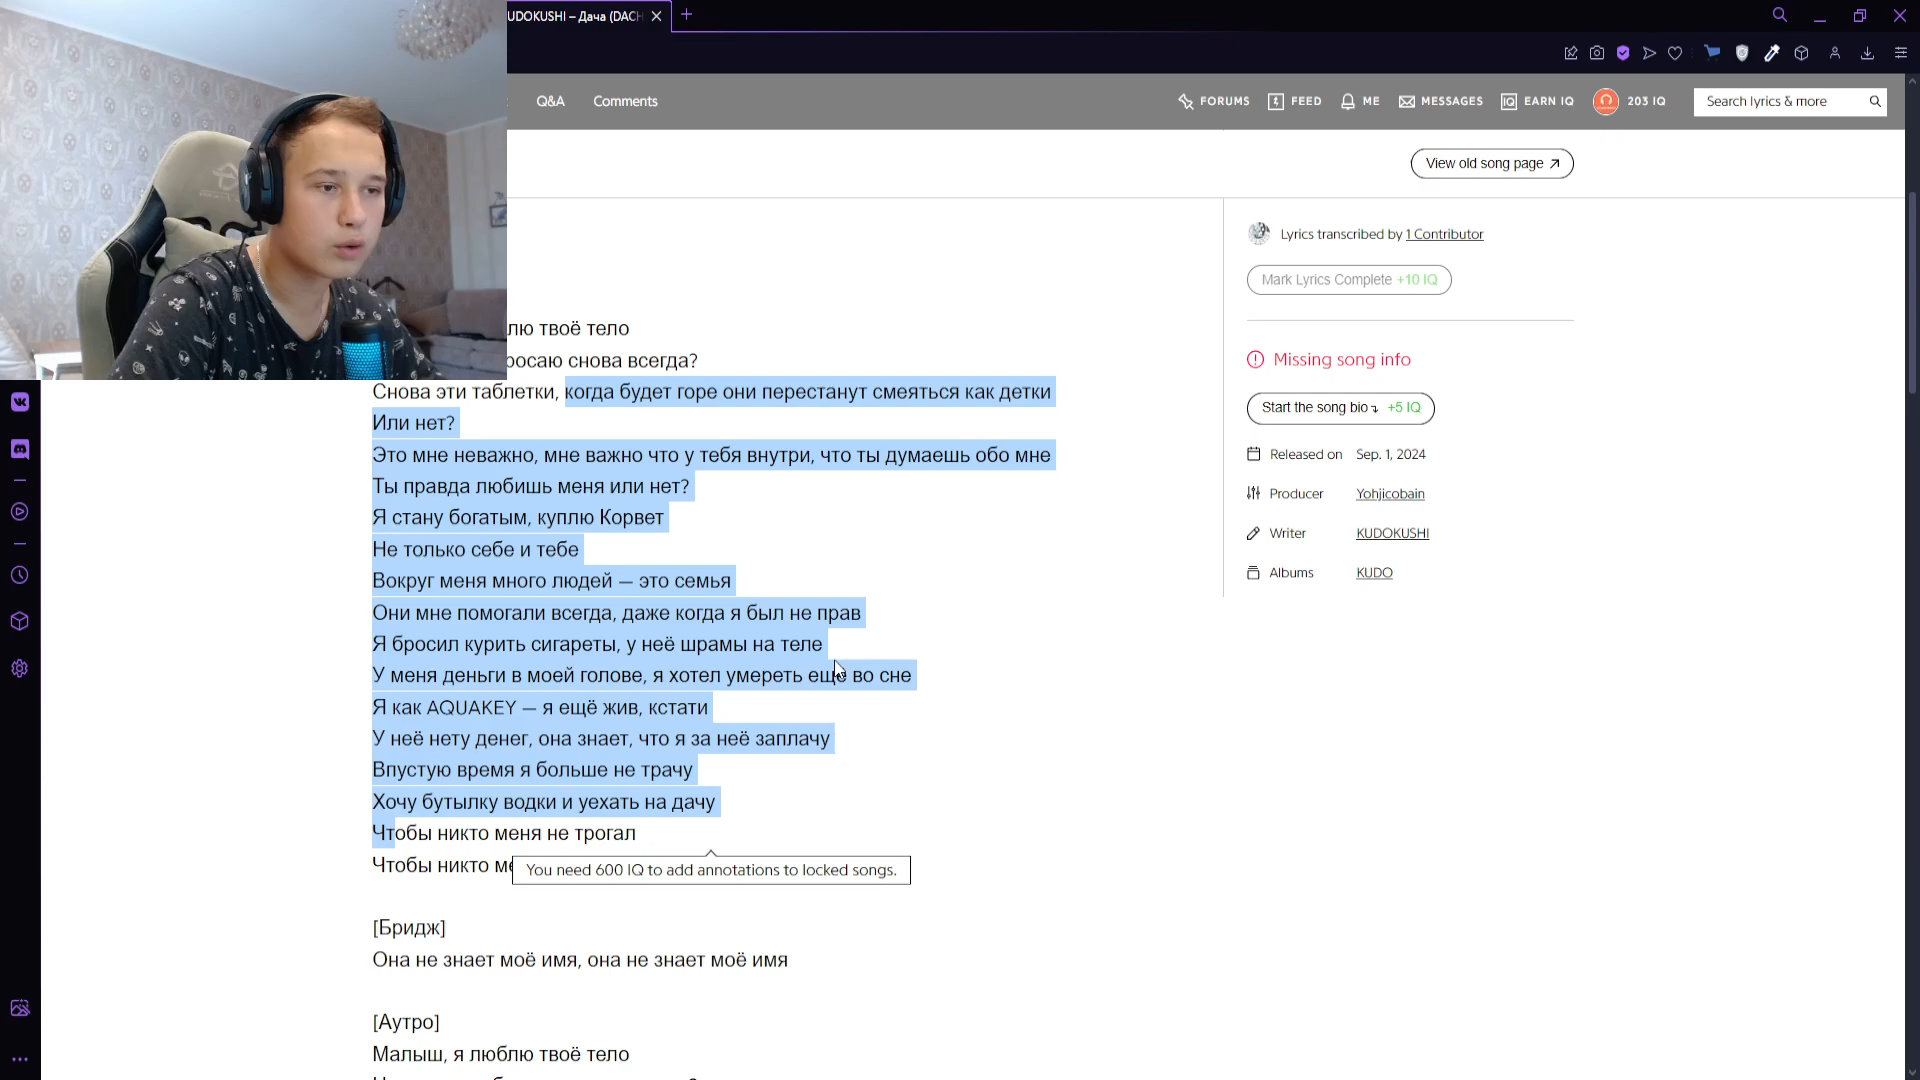 UDOKUSHI – Дача (DACH
Q&A
Comments
FORUMS
FEED
ME
MESSAGES
EARN IQ
203 IQ
Search lyrics & more
View old song page
Lyrics transcribed by 1 Contributor
Mark Lyrics Complete +10 IQ
Missing song info
Start the song bio +5 IQ
Released on Sep. 1, 2024
Producer Yohjicobain
Writer KUDOKUSHI
Albums KUDO
лю твоё тело
росаю снова всегда?
Снова эти таблетки, когда будет горе они перестанут смеяться как детки
Или нет?
Это мне неважно, мне важно что у тебя внутри, что ты думаешь обо мне
Ты правда любишь меня или нет?
Я стану богатым, куплю Корвет
Не только себе и тебе
Вокруг меня много людей — это семья
Они мне помогали всегда, даже когда я был не прав
Я бросил курить сигареты, у неё шрамы на теле
У меня деньги в моей голове, я хотел умереть ещё во сне
Я как AQUAKEY — я ещё жив, кстати
У неё нету денег, она знает, что я за неё заплачу
Впустую время я больше не трачу
Хочу бутылку водки и уехать на дачу
Чтобы никто меня не трогал
Чтобы никто ме
You need 600 IQ to add annotations to locked songs.
[Бридж]
Она не знает моё имя, она не знает моё имя
[Аутро]
Малыш, я люблю твоё тело